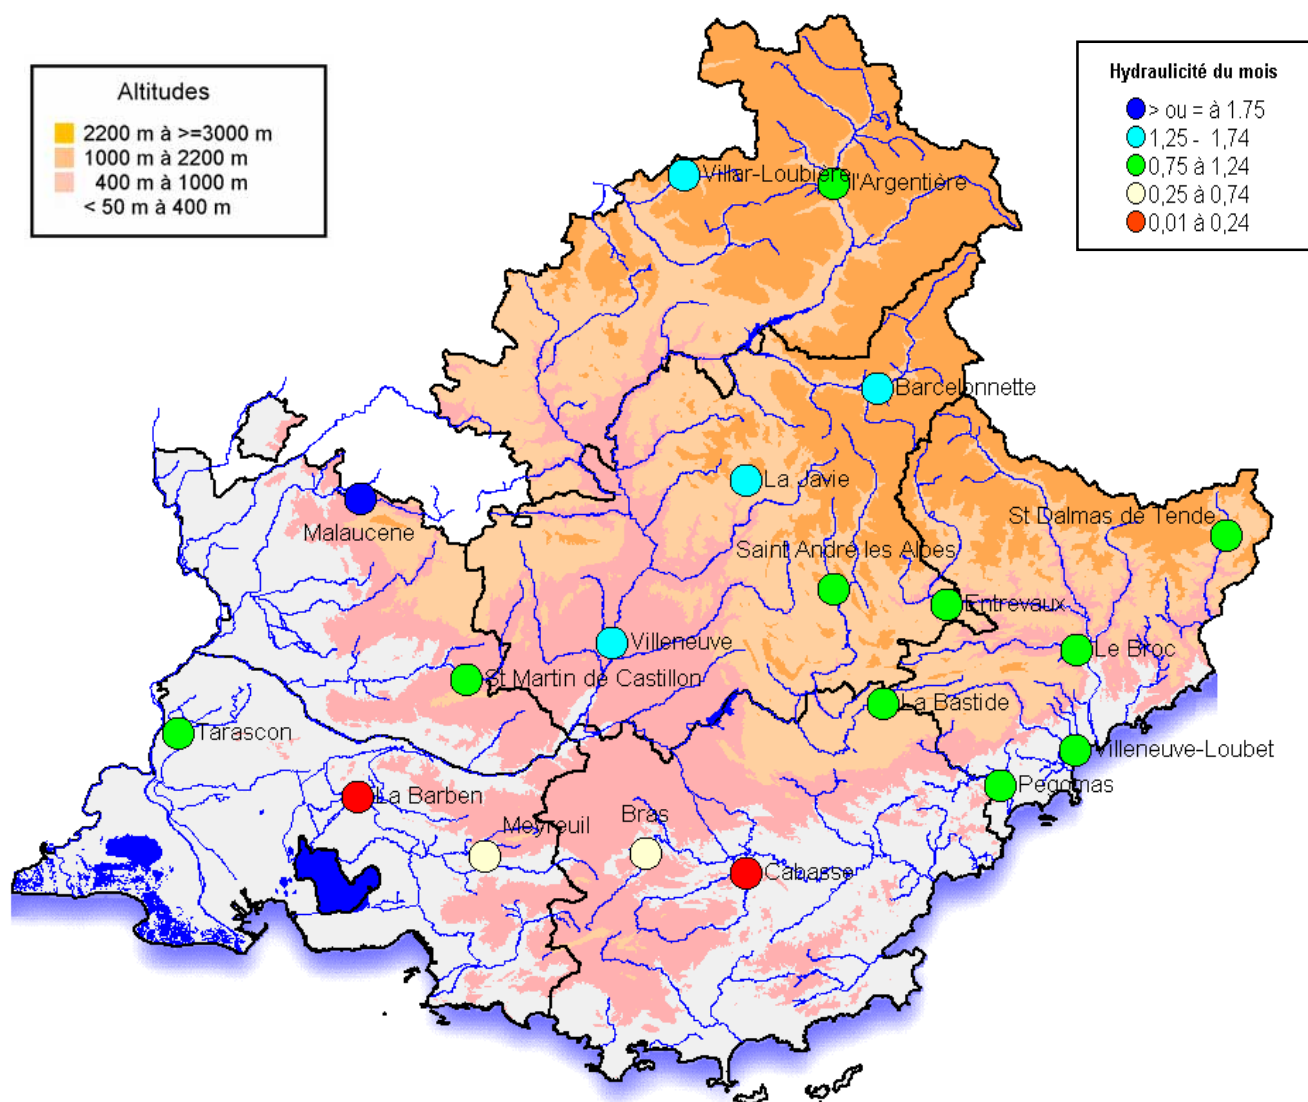 Altitudes
2200 m à >=3000 m
1000 m à 2200 m
400 m à 1000 m
< 50 m à 400 m
Hydraulicité du mois
> ou = à 1.75
1,25 - 1,74
0,75 à 1,24
0,25 à 0,74
0,01 à 0,24
Villar-Loubière
l'Argentière
Barcelonnette
La Javie
Malaucene
St Dalmas de Tende
Saint André les Alpes
Entrevaux
Villeneuve
Le Broc
St Martin de Castillon
La Bastide
Tarascon
Villeneuve-Loubet
Pegomas
La Barben
Meyreuil
Bras
Cabasse